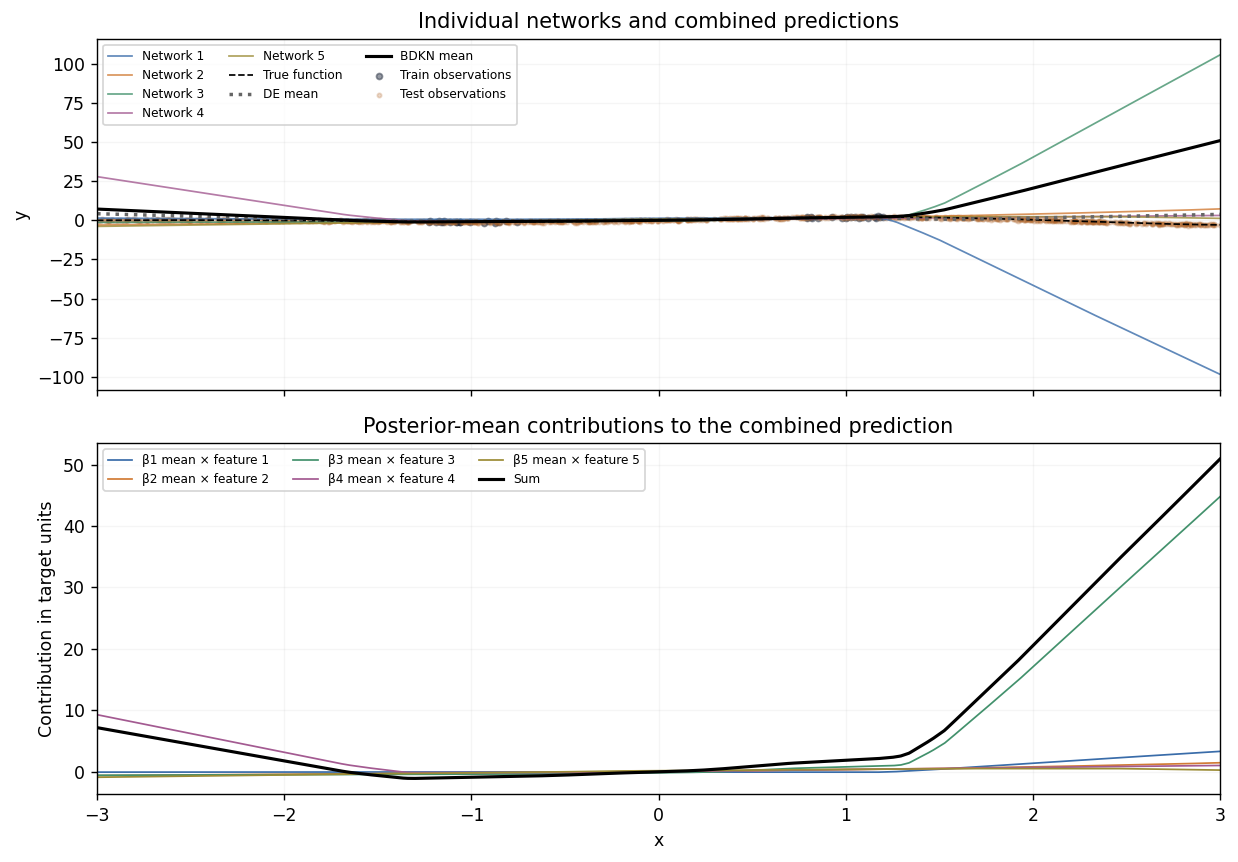 Individual networks and combined predictions
Network 1
Network 2
Network 3
Network 4
Network 5
True function
DE mean
BDKN mean
Train observations
Test observations
100
75
50
25
0
−25
−50
−75
−100
y
Posterior-mean contributions to the combined prediction
β1 mean × feature 1
β2 mean × feature 2
β3 mean × feature 3
β4 mean × feature 4
β5 mean × feature 5
Sum
50
40
30
20
10
0
Contribution in target units
−3
−2
−1
0
1
2
3
x